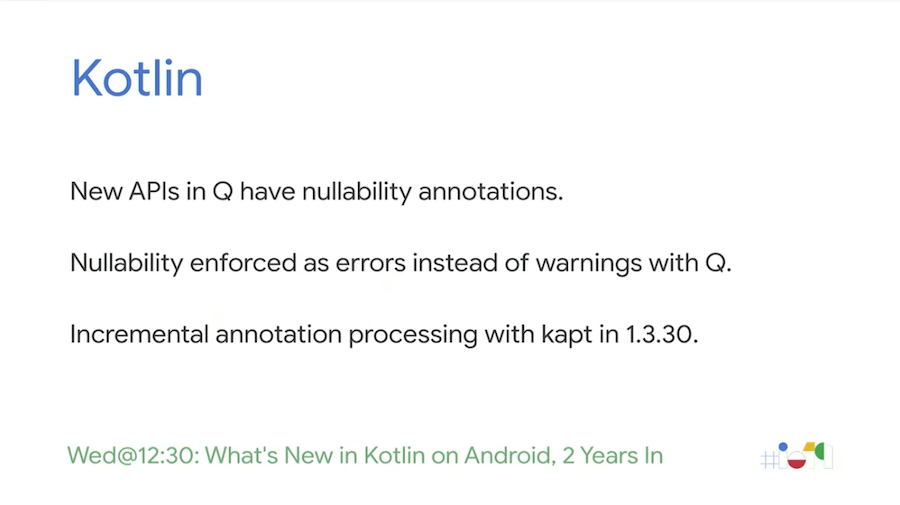 Kotlin
New APIs in Q have nullability annotations.
Nullability enforced as errors instead of warnings with Q.
Incremental annotation processing with kapt in 1.3.30.
Wed@12:30: What's New in Kotlin on Android, 2 Years In
#io19